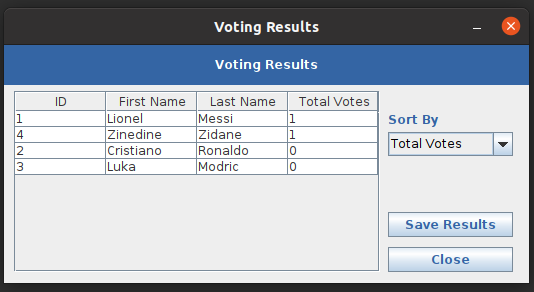 Voting Results
Voting Results
ID First Name Last Name Total Votes
1 Lionel Messi 1
4 Zinedine Zidane 1
2 Cristiano Ronaldo 0
3 Luka Modric 0
Sort By
Total Votes
Save Results
Close